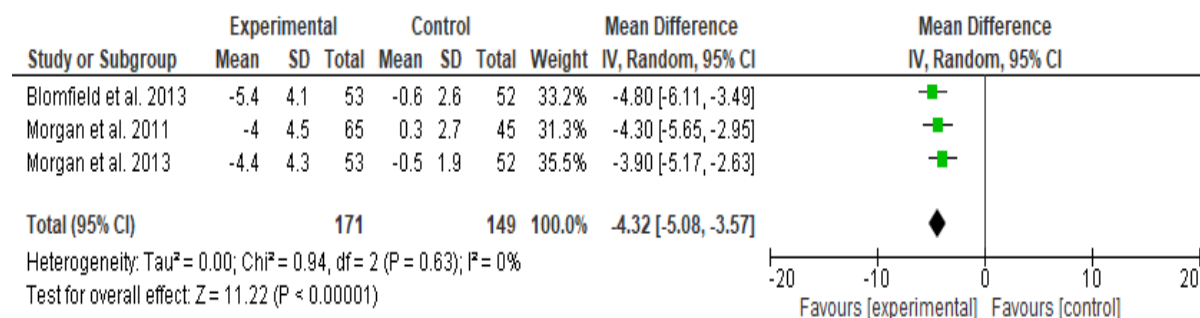 Experimental Control Mean Difference Mean Difference
Study or Subgroup Mean SD Total Mean SD Total Weight IV, Random, 95% CI IV, Random, 95% CI
Blomfield et al. 2013 -5.4 4.1 53 -0.6 2.6 52 33.2% -4.80 [-6.11, -3.49]
Morgan et al. 2011 -4 4.5 65 0.3 2.7 45 31.3% -4.30 [-5.65, -2.95]
Morgan et al. 2013 -4.4 4.3 53 -0.5 1.9 52 35.5% -3.90 [-5.17, -2.63]
Total (95% CI) 171 149 100.0% -4.32 [-5.08, -3.57]
Heterogeneity: Tau² = 0.00; Chi² = 0.94, df = 2 (P = 0.63); I² = 0%
Test for overall effect: Z = 11.22 (P < 0.00001)
-20 -10 0 10 20
Favours [experimental] Favours [control]